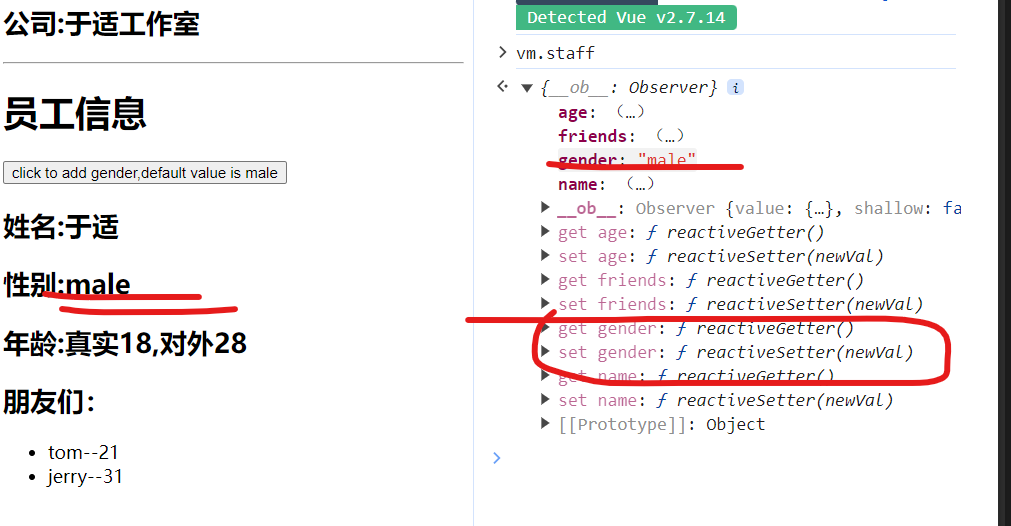 公司:于适工作室
员工信息
click to add gender,default value is male
姓名:于适
性别:male
年龄:真实18,对外28
朋友们：
tom--21
jerry--31
Detected Vue v2.7.14
vm.staff
{__ob__: Observer} i
age: （…）
friends: （…）
gender: "male"
name: （…）
__ob__: Observer {value: {…}, shallow: fa
get age: ƒ reactiveGetter()
set age: ƒ reactiveSetter(newVal)
get friends: ƒ reactiveGetter()
set friends: ƒ reactiveSetter(newVal)
get gender: ƒ reactiveGetter()
set gender: ƒ reactiveSetter(newVal)
get name: ƒ reactiveGetter()
set name: ƒ reactiveSetter(newVal)
[[Prototype]]: Object